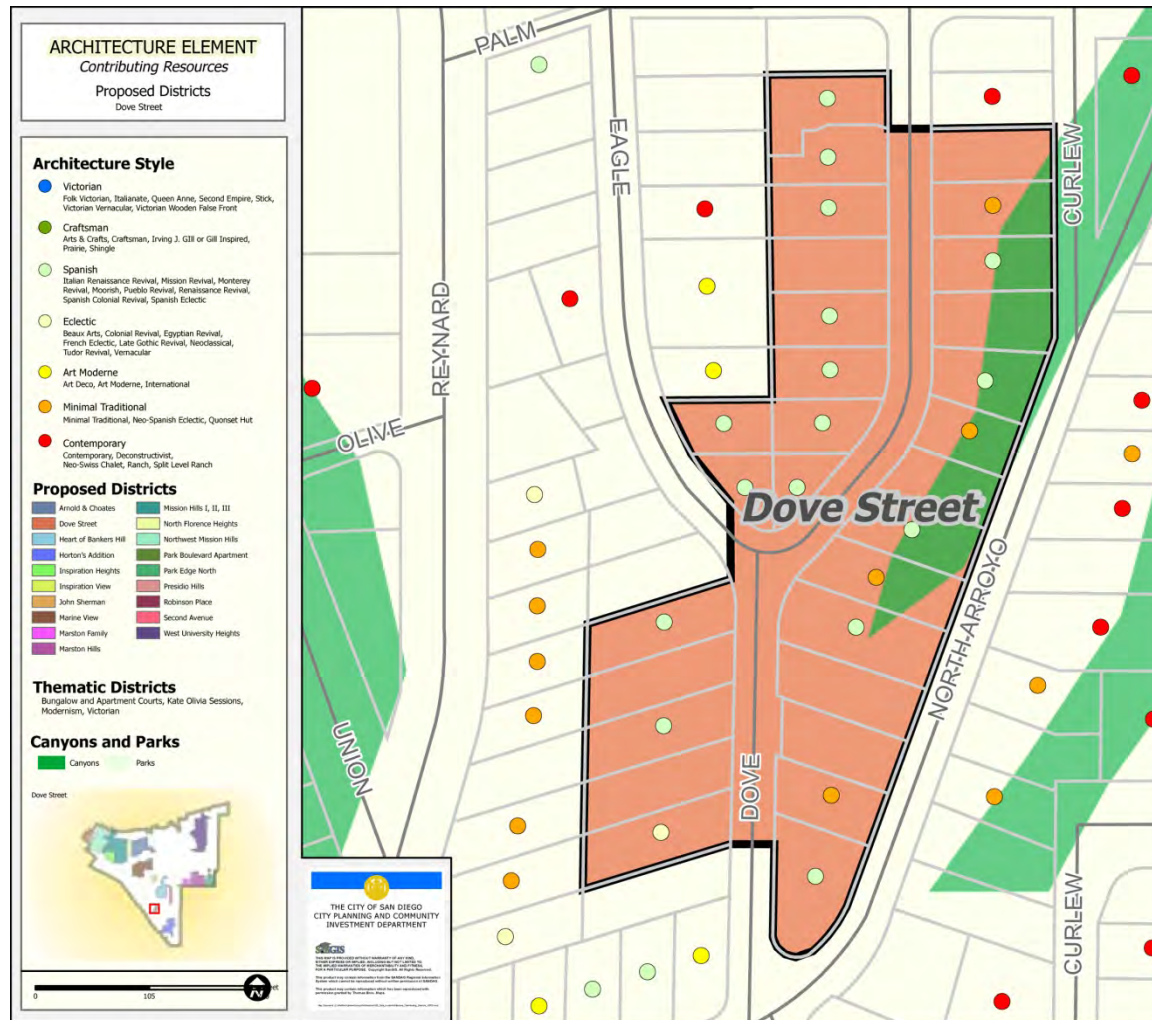 ARCHITECTURE ELEMENT
Contributing Resources
Proposed Districts
Dove Street
Architecture Style
Victorian
Folk Victorian, Italianate, Queen Anne, Second Empire, Stick,
Victorian Vernacular, Victorian Wooden False Front
Craftsman
Arts & Crafts, Craftsman, Irving J. GIll or Gill Inspired,
Prairie, Shingle
Spanish
Italian Renaissance Revival, Mission Revival, Monterey
Revival, Moorish, Pueblo Revival, Renaissance Revival,
Spanish Colonial Revival, Spanish Eclectic
Eclectic
Beaux Arts, Colonial Revival, Egyptian Revival,
French Eclectic, Late Gothic Revival, Neoclassical,
Tudor Revival, Vernacular
Art Moderne
Art Deco, Art Moderne, International
Minimal Traditional
Minimal Traditional, Neo-Spanish Eclectic, Quonset Hut
Contemporary
Contemporary, Deconstructivist,
Neo-Swiss Chalet, Ranch, Split Level Ranch
Proposed Districts
Arnold & Choates
Dove Street
Heart of Bankers Hill
Horton's Addition
Inspiration Heights
Inspiration View
John Sherman
Marine View
Marston Family
Marston Hills
Mission Hills I, II, III
North Florence Heights
Northwest Mission Hills
Park Boulevard Apartment
Park Edge North
Presidio Hills
Robinson Place
Second Avenue
West University Heights
Thematic Districts
Bungalow and Apartment Courts, Kate Olivia Sessions,
Modernism, Victorian
Canyons and Parks
Canyons
Parks
Dove Street
0
105
N
THE CITY OF SAN DIEGO
CITY PLANNING AND COMMUNITY
INVESTMENT DEPARTMENT
PALM
EAGLE
REYNARD
OLIVE
UNION
CURLEW
Dove Street
NORTH ARROYO
DOVE
CURLEW